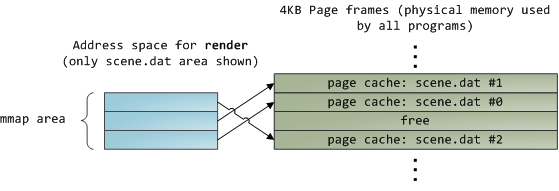 4KB Page frames (physical memory used
by all programs)
Address space for render
(only scene.dat area shown)
mmap area
page cache: scene.dat #1
page cache: scene.dat #0
free
page cache: scene.dat #2